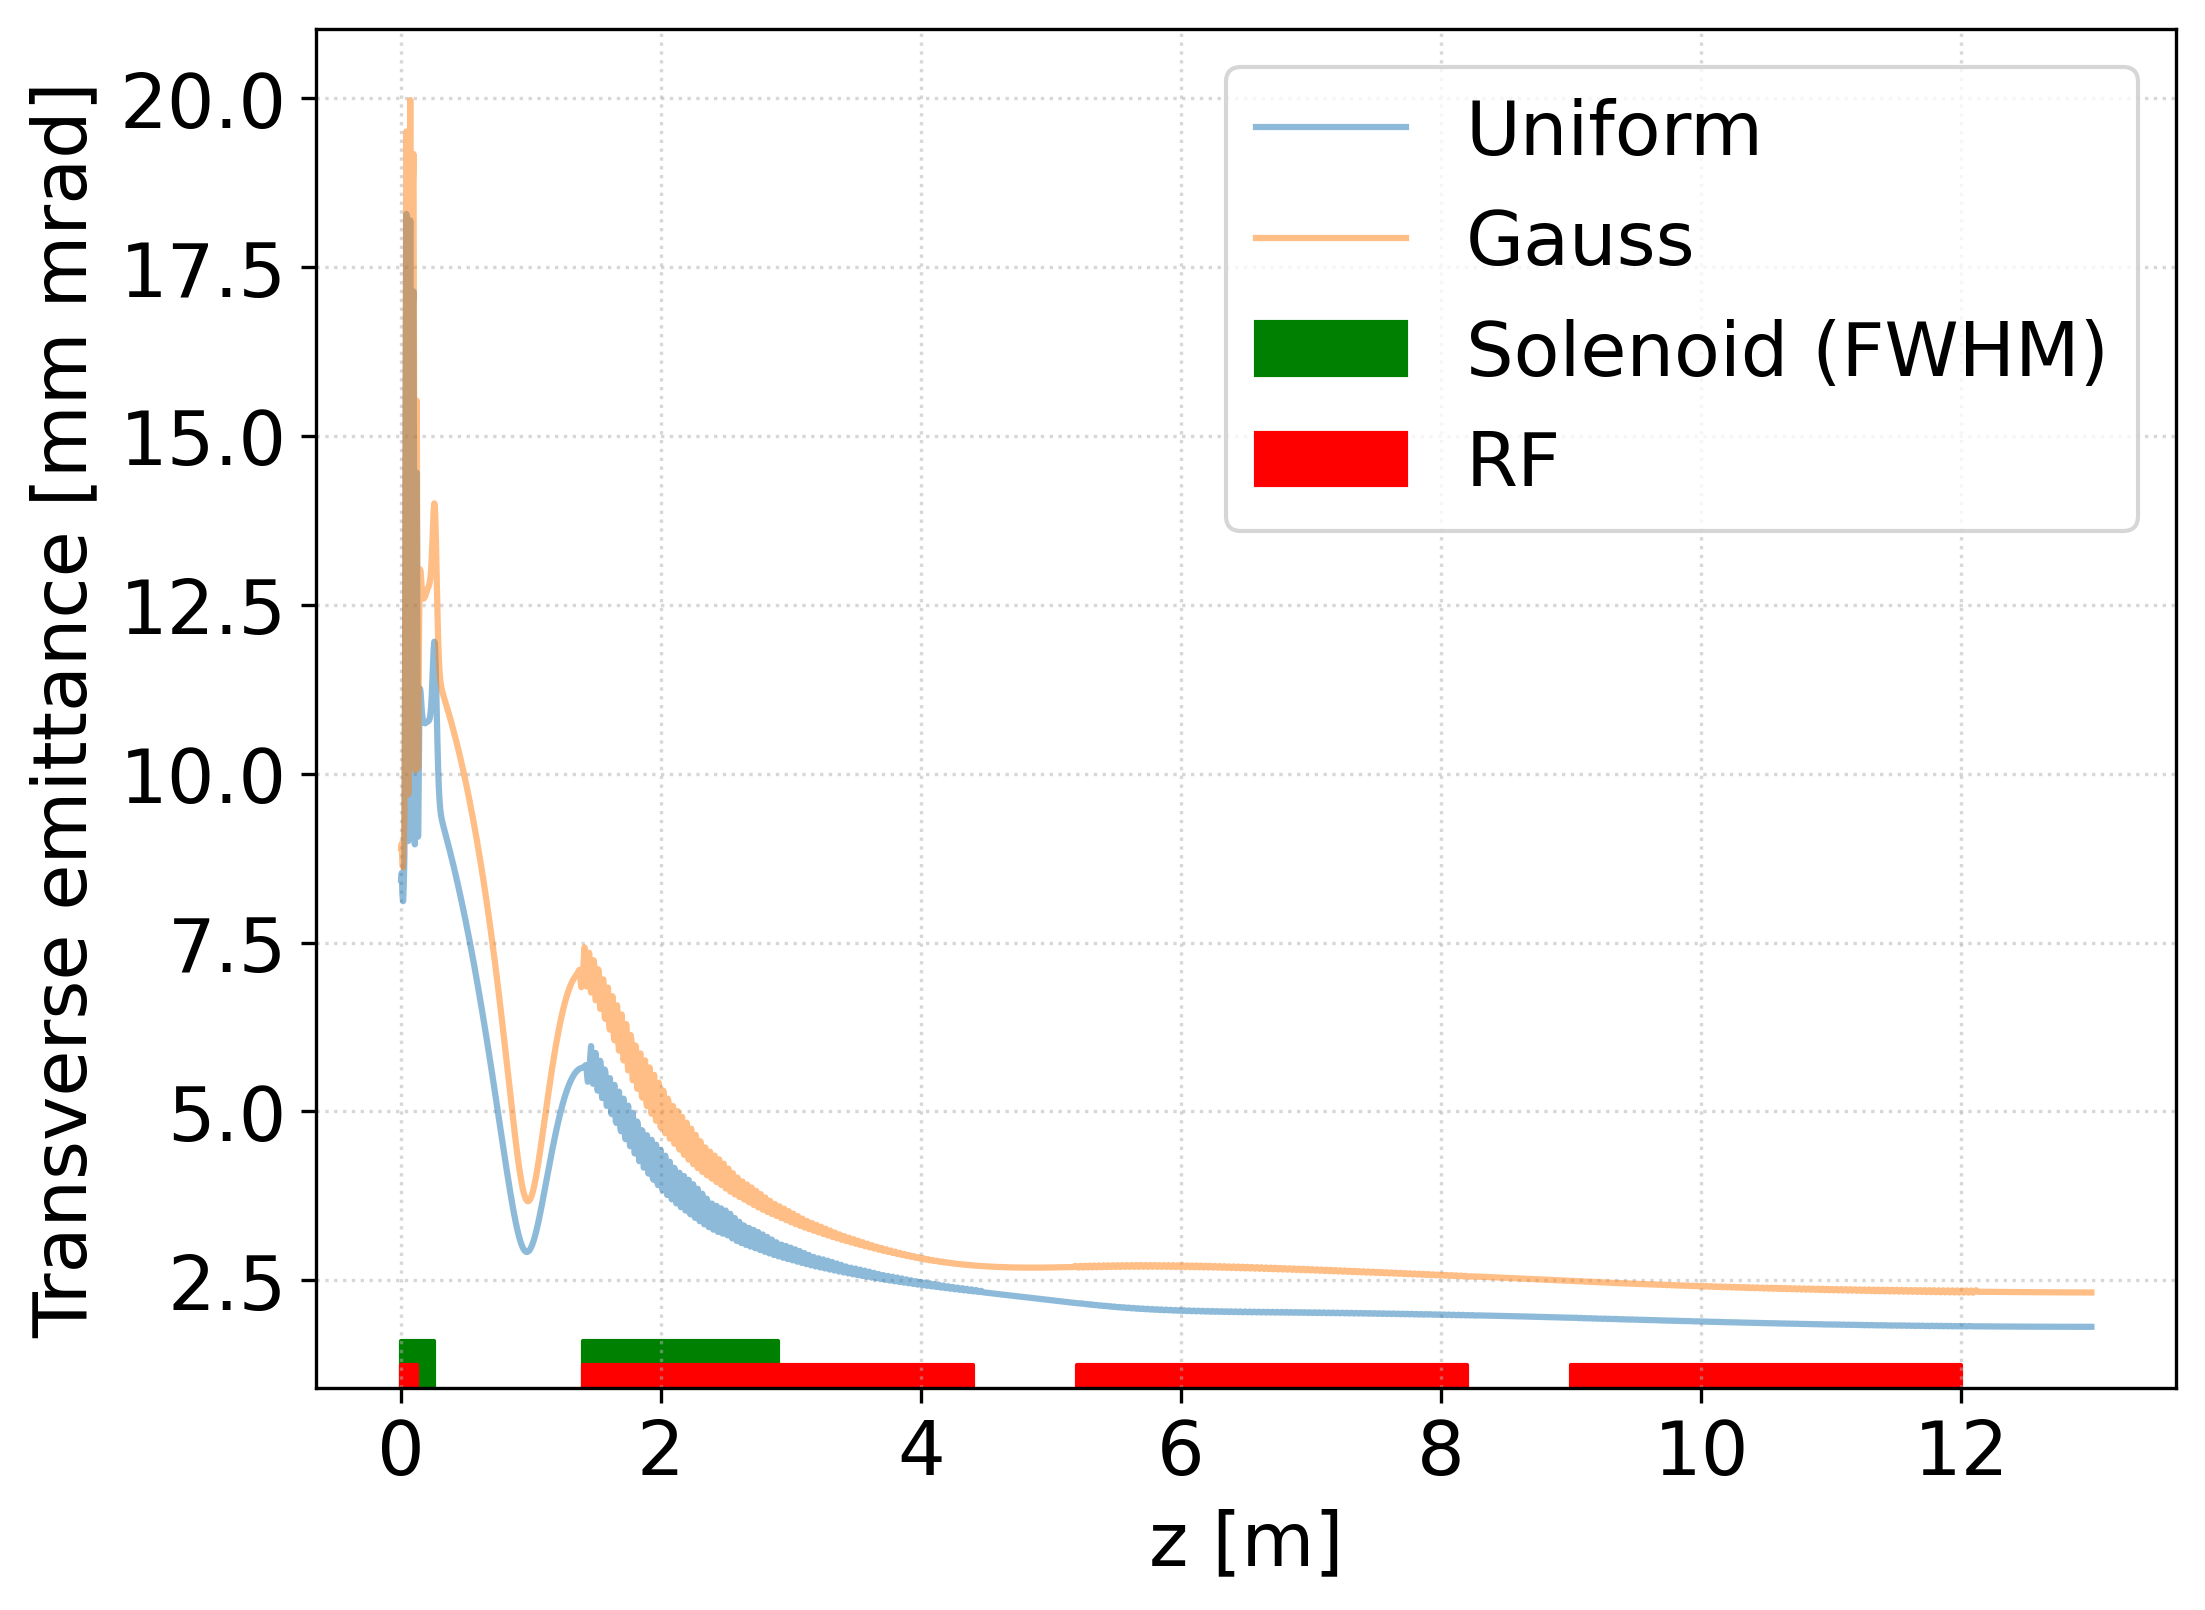 Transverse emittance [mm mrad]
20.0
17.5
15.0
12.5
10.0
7.5
5.0
2.5
Uniform
Gauss
Solenoid (FWHM)
RF
0 2 4 6 8 10 12
z [m]